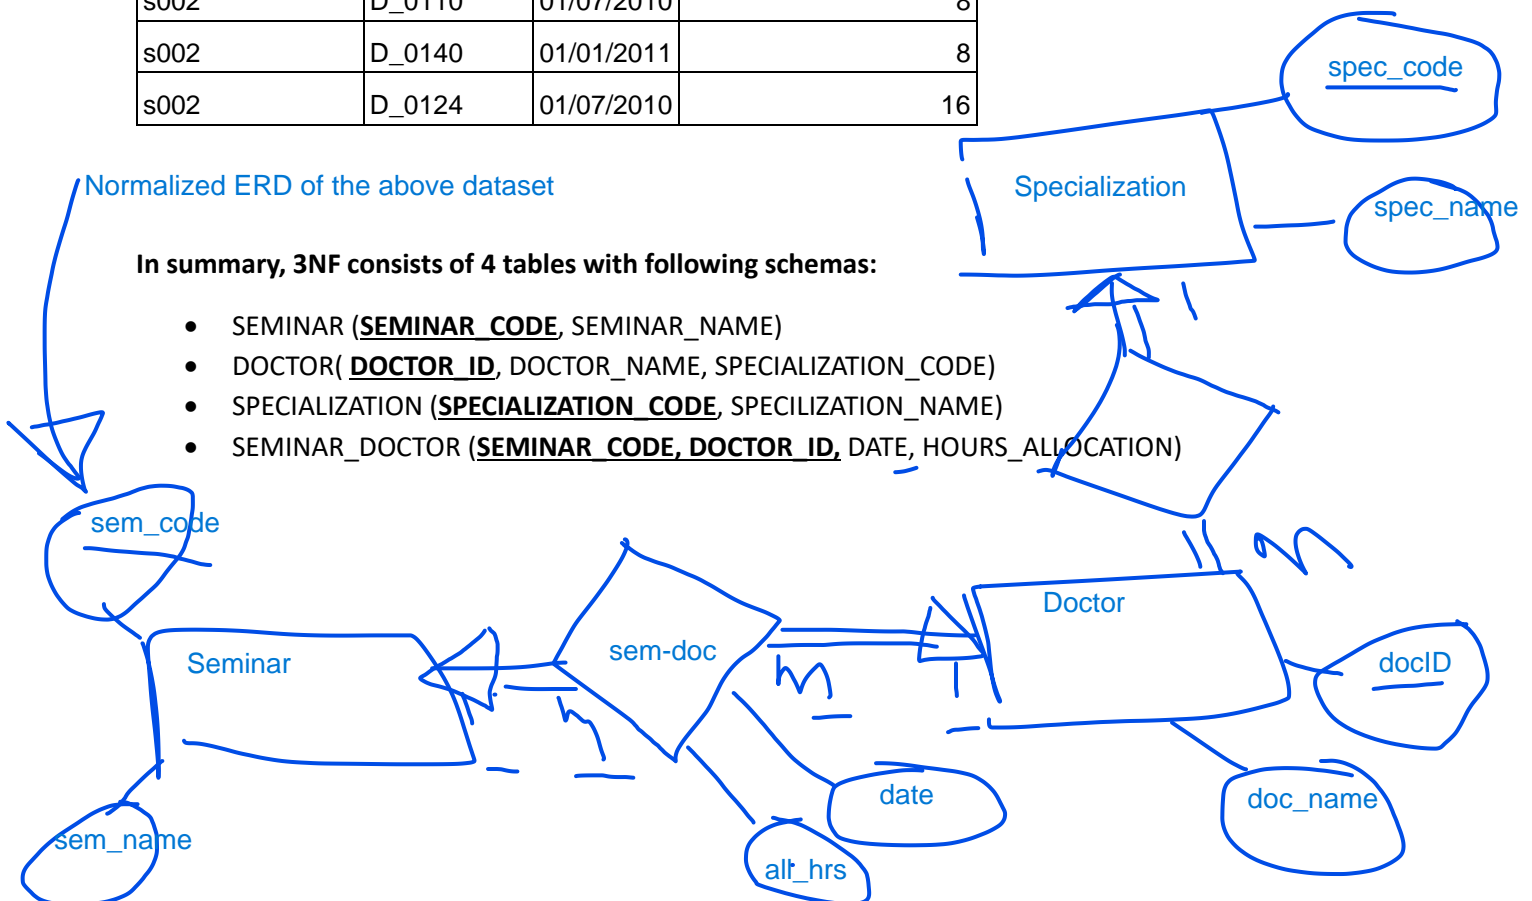 s002 D_0110 01/07/2010 8
s002 D_0140 01/01/2011 8
s002 D_0124 01/07/2010 16
spec_code
Normalized ERD of the above dataset
Specialization
spec_name
In summary, 3NF consists of 4 tables with following schemas:
• SEMINAR (SEMINAR_CODE, SEMINAR_NAME)
1
• DOCTOR( DOCTOR_ID, DOCTOR_NAME, SPECIALIZATION_CODE)
• SPECIALIZATION (SPECIALIZATION_CODE, SPECILIZATION_NAME)
• SEMINAR_DOCTOR (SEMINAR_CODE, DOCTOR_ID, DATE, HOURS_ALLOCATION)
sem_code
m
Doctor
Seminar
sem-doc
docID
m
1
n
date
doc_name
sem_name
all_hrs